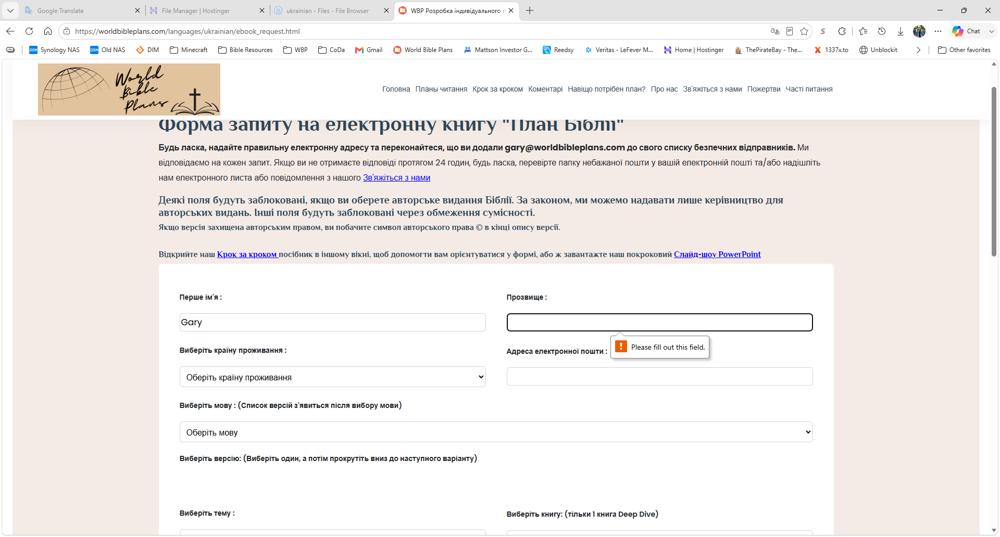 Google Translate
File Manager | Hostinger
ukrainian - Files - File Browser
WBP Розробка індивідуального п
https://worldbibleplans.com/languages/ukrainian/ebook_request.html
Chat
Synology NAS
Old NAS
DIM
Minecraft
Bible Resources
WBP
CoDa
Gmail
World Bible Plans
Mattson Investor G...
Reedsy
Veritas - LeFever M...
Home | Hostinger
ThePirateBay - The...
1337x.to
Unblockit
Other favorites
World
Bible
Plans
Головна Планы читання Крок за кроком Коментарі Навіщо потрібен план? Про нас Зв'яжіться з нами Пожертви Часті питання
Форма запиту на електронну книгу "План Біблії"
Будь ласка, надайте правильну електронну адресу та переконайтеся, що ви додали gary@worldbibleplans.com до свого списку безпечних відправників. Ми
відповідаємо на кожен запит. Якщо ви не отримаєте відповіді протягом 24 годин, будь ласка, перевірте папку небажаної пошти у вашій електронній пошті та/або надішліть
нам електронного листа або повідомлення з нашого Зв'яжіться з нами
Деякі поля будуть заблоковані, якщо ви оберете авторське видання Біблії. За законом, ми можемо надавати лише керівництво для
авторських видань. Інші поля будуть заблоковані через обмеження сумісності.
Якщо версія захищена авторським правом, ви побачите символ авторського права © в кінці опису версії.
Відкрийте наш Крок за кроком посібник в іншому вікні, щоб допомогти вам орієнтуватися у формі, або ж завантажте наш покроковий Слайд-шоу PowerPoint
Перше ім'я :
Прозвище :
Gary
Please fill out this field.
Виберіть країну проживання :
Адреса електронної пошти :
Оберіть країну проживання
Виберіть мову : (Список версій з'явиться після вибору мови)
Оберіть мову
Виберіть версію: (Виберіть один, а потім прокрутіть вниз до наступного варіанту)
Виберіть тему :
Виберіть книгу: (тільки 1 книга Deep Dive)